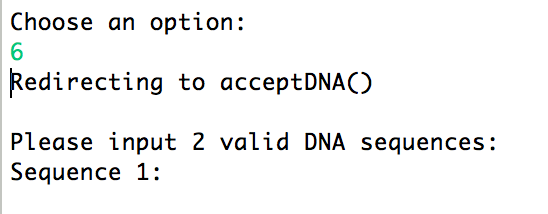 Choose an option:
6
Redirecting to acceptDNA()
Please input 2 valid DNA sequences:
Sequence 1: